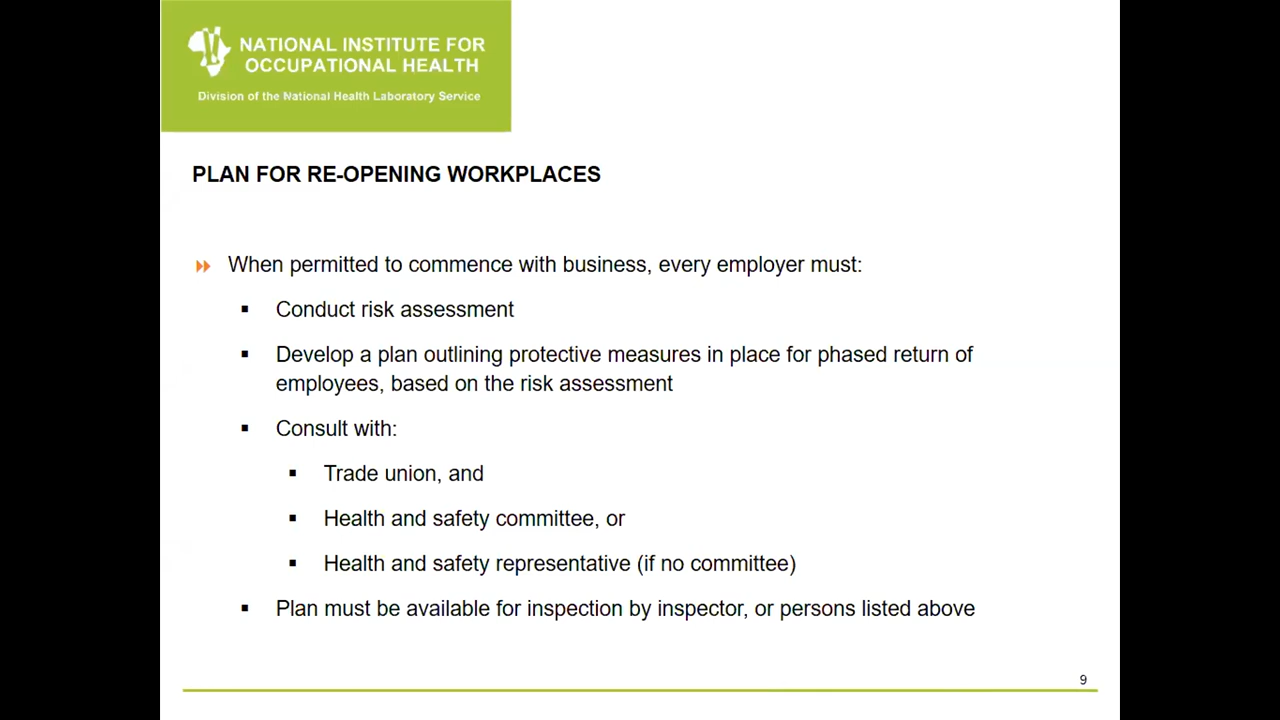 NATIONAL INSTITUTE FOR
OCCUPATIONAL HEALTH
Division of the National Health Laboratory Service
PLAN FOR RE-OPENING WORKPLACES
When permitted to commence with business, every employer must:
Conduct risk assessment
Develop a plan outlining protective measures in place for phased return of
employees, based on the risk assessment
Consult with:
Trade union, and
Health and safety committee, or
Health and safety representative (if no committee)
Plan must be available for inspection by inspector, or persons listed above
9